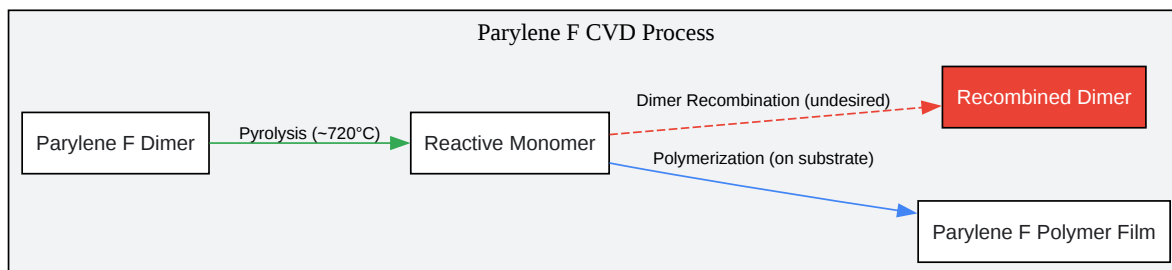 Parylene F CVD Process
Parylene F Dimer
Pyrolysis (~720°C)
Reactive Monomer
Dimer Recombination (undesired)
Recombined Dimer
Polymerization (on substrate)
Parylene F Polymer Film